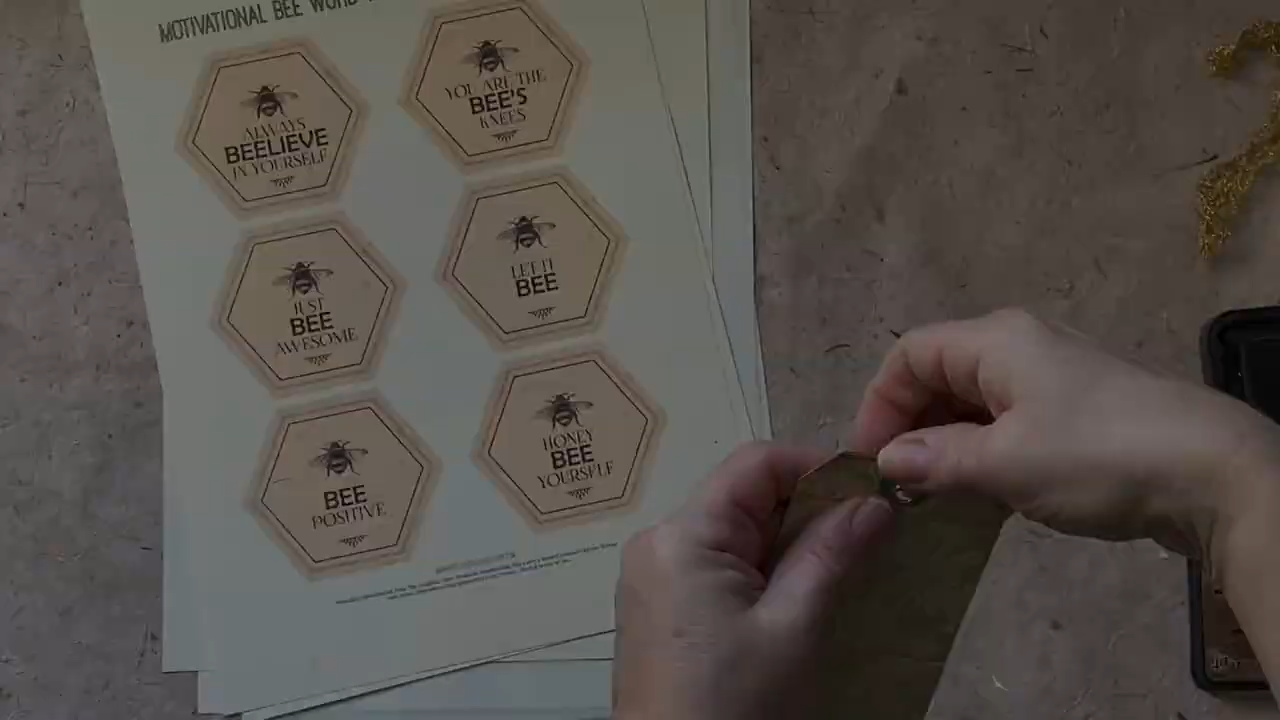 MOTIVATIONAL BEE WORD
ALWAYS
BEELIEVE
IN YOURSELF
YOU ARE THE
BEE'S
KNEES
JUST
BEE
AWESOME
LET IT
BEE
BEE
POSITIVE
HONEY
BEE
YOURSELF